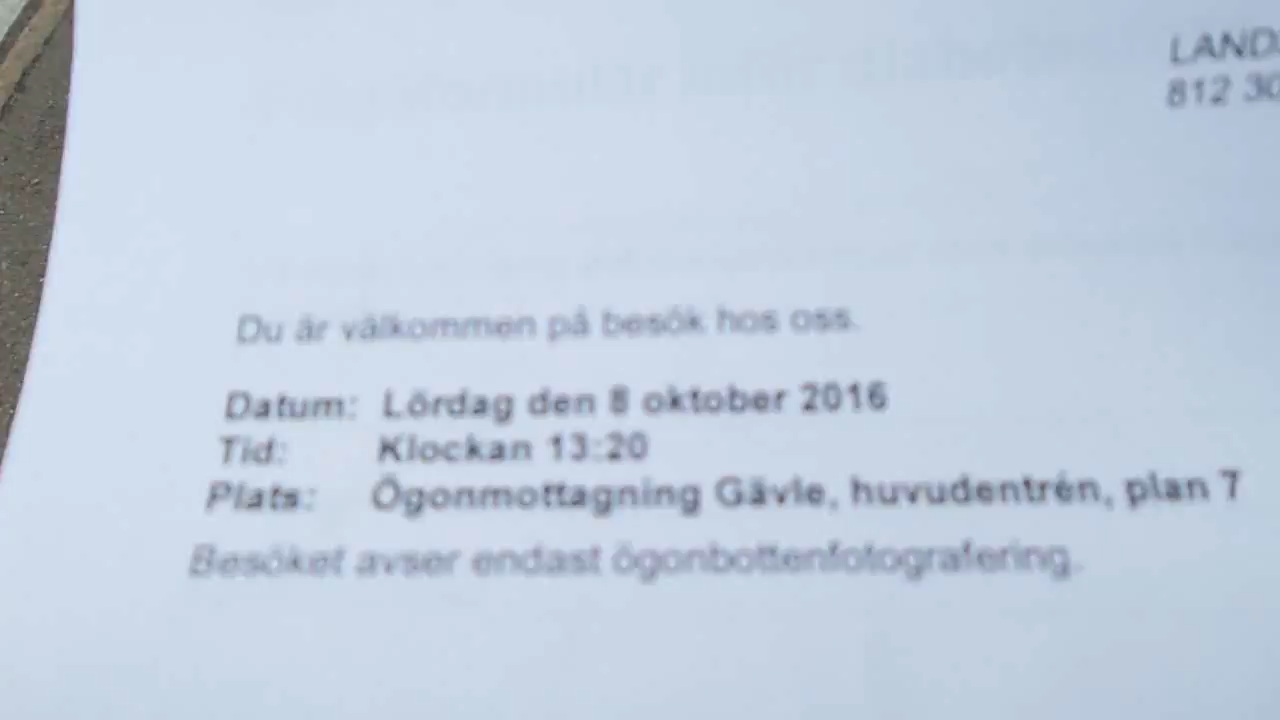 812 30
Du är välkommen på besök hos oss.
Datum: Lördag den 8 oktober 2016
Tid: Klockan 13:20
Plats: Ögonmottagning Gävle, huvudentrén, plan 7
Besöket avser endast ögonbottenfotografering.